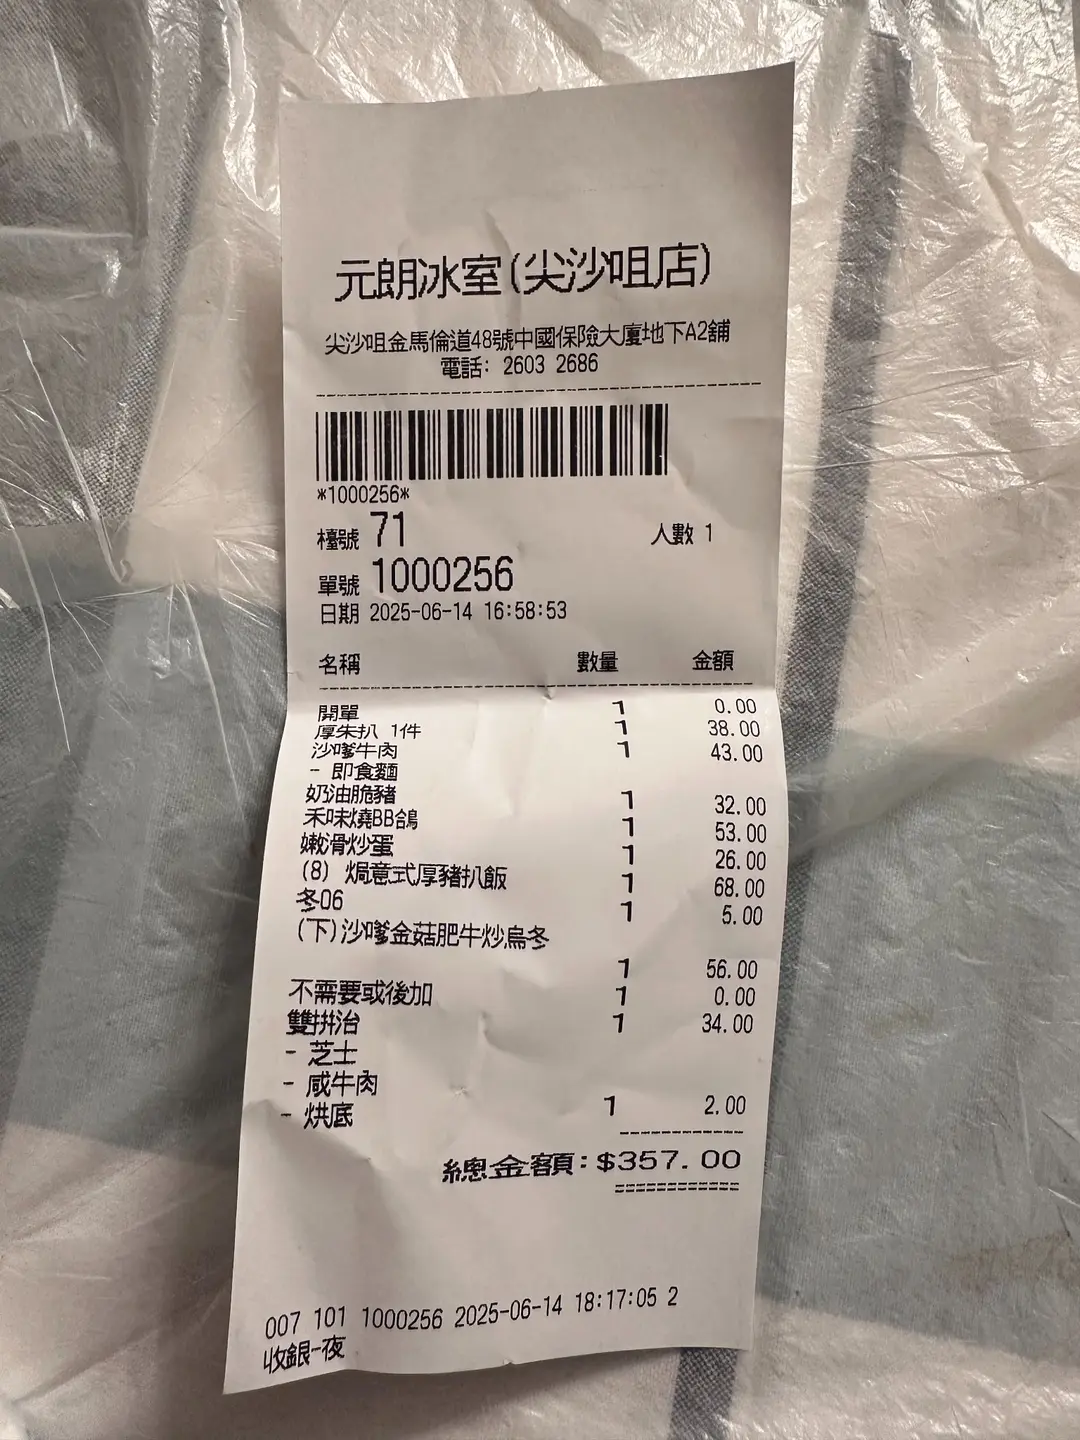 元朗冰室(尖沙咀店)
尖沙咀金馬倫道48號中國保險大廈地下A2舖
電話: 2603 2686
*1000256*
檯號 71 人數 1
單號 1000256
日期 2025-06-14 16:58:53
名稱 數量 金額
開單 1 0.00
厚朱扒 1件 1 38.00
沙嗲牛肉 1 43.00
- 即食麵
奶油脆豬 1 32.00
禾味燒BB鴿 1 53.00
嫩滑炒蛋 1 26.00
(8) 焗意式厚豬扒飯 1 68.00
冬06 1 5.00
(下)沙嗲金菇肥牛炒烏冬
1 56.00
不需要或後加 1 0.00
雙拼治 1 34.00
- 芝士
- 咸牛肉
- 烘底 1 2.00
總金額:$357.00
007 101 1000256 2025-06-14 18:17:05 2
收銀-夜